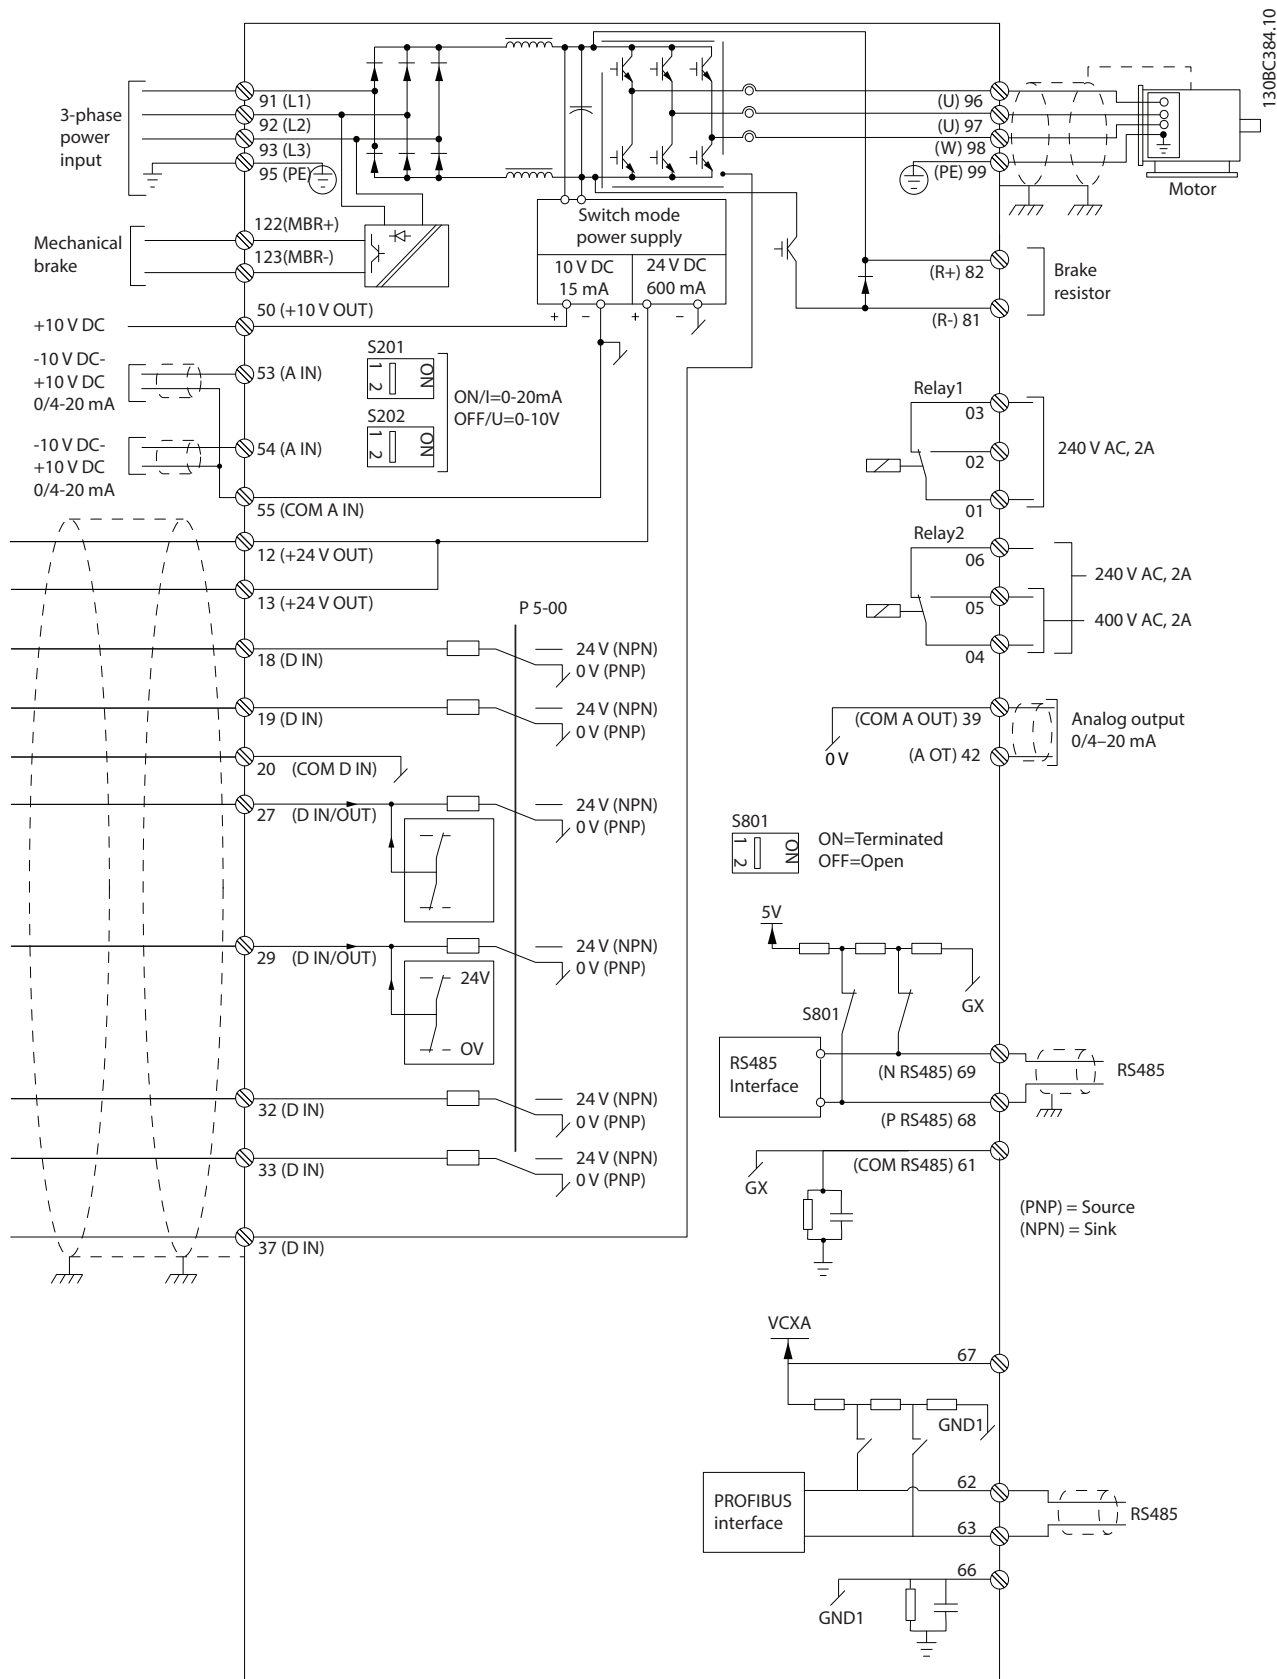 130BC384.10
3-phase
power
input
91 (L1)
92 (L2)
93 (L3)
95 (PE)
(U) 96
(U) 97
(W) 98
(PE) 99
Motor
Mechanical
brake
122(MBR+)
123(MBR-)
Switch mode
power supply
10 V DC
15 mA
24 V DC
600 mA
+ - + -
(R+) 82
(R-) 81
Brake
resistor
+10 V DC
50 (+10 V OUT)
-10 V DC-
+10 V DC
0/4-20 mA
53 (A IN)
S201
1 2
ON
S202
1 2
ON
ON/I=0-20mA
OFF/U=0-10V
-10 V DC-
+10 V DC
0/4-20 mA
54 (A IN)
55 (COM A IN)
12 (+24 V OUT)
13 (+24 V OUT)
Relay1
03
02
01
240 V AC, 2A
Relay2
06
05
04
240 V AC, 2A
400 V AC, 2A
P 5-00
18 (D IN)
24 V (NPN)
0 V (PNP)
19 (D IN)
24 V (NPN)
0 V (PNP)
20 (COM D IN)
27 (D IN/OUT)
24 V (NPN)
0 V (PNP)
29 (D IN/OUT)
24 V (NPN)
0 V (PNP)
24V
OV
32 (D IN)
24 V (NPN)
0 V (PNP)
33 (D IN)
24 V (NPN)
0 V (PNP)
37 (D IN)
(COM A OUT) 39
0 V
(A OT) 42
Analog output
0/4–20 mA
S801
1 2
ON
ON=Terminated
OFF=Open
5V
GX
S801
RS485
Interface
(N RS485) 69
(P RS485) 68
RS485
(COM RS485) 61
GX
(PNP) = Source
(NPN) = Sink
VCXA
67
GND1
PROFIBUS
interface
62
63
RS485
66
GND1